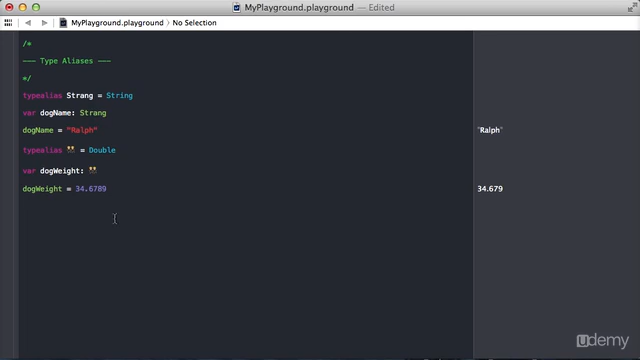 MyPlayground.playground — Edited
MyPlayground.playground > No Selection
/*
--- Type Aliases ---
*/
typealias Strang = String
var dogName: Strang
dogName = "Ralph"
"Ralph"
typealias 👯 = Double
var dogWeight: 👯
dogWeight = 34.6789
34.679
udemy